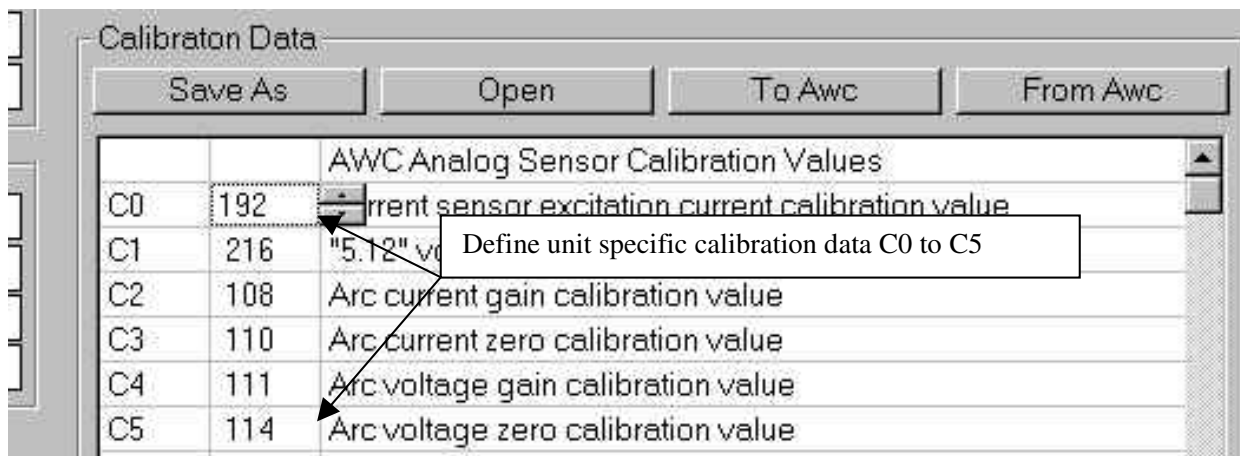 Calibraton Data
Save As Open To Awc From Awc
AWC Analog Sensor Calibration Values
C0 192 rrent sensor excitation current calibration value
Define unit specific calibration data C0 to C5
C1 216 "5.12" vo
C2 108 Arc current gain calibration value
C3 110 Arc current zero calibration value
C4 111 Arc voltage gain calibration value
C5 114 Arc voltage zero calibration value